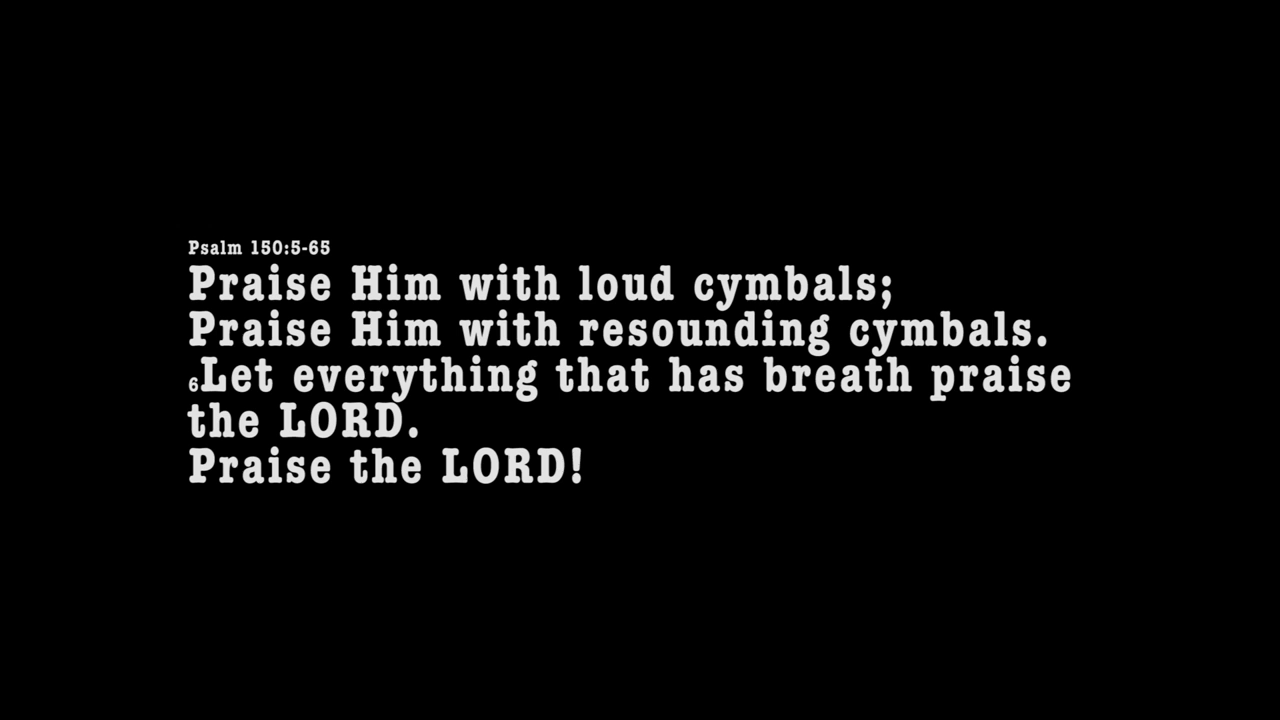 Psalm 150:5-65
Praise Him with loud cymbals;
Praise Him with resounding cymbals.
6Let everything that has breath praise
the LORD.
Praise the LORD!